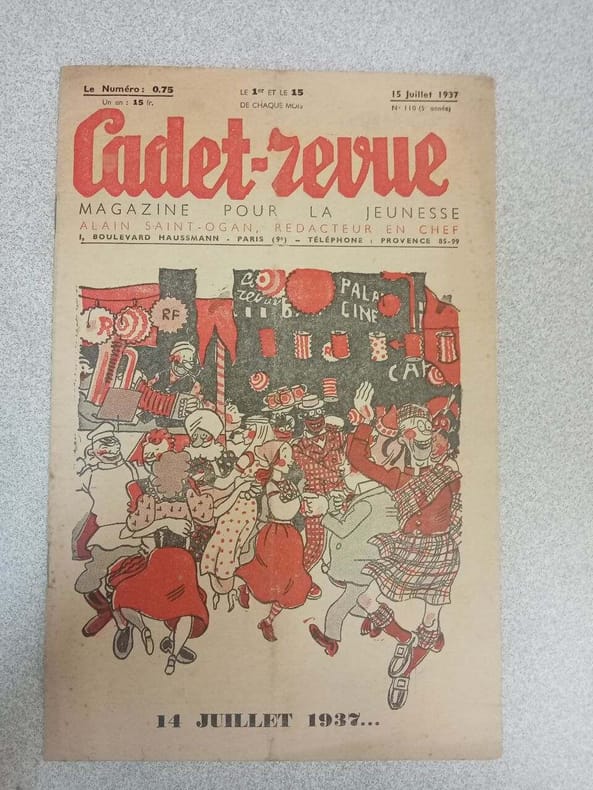 Le Numéro: 0.75
Un an : 15 fr.
LE 1er ET LE 15
DE CHAQUE MOIS
15 Juillet 1937
N° 110 (5e année)
Cadet-revue
MAGAZINE POUR LA JEUNESSE
ALAIN SAINT-OGAN, REDACTEUR EN CHEF
1, BOULEVARD HAUSSMANN - PARIS (9e) - TÉLÉPHONE : PROVENCE 85-99
RF
R
PALA
CINE
CAF
14 JUILLET 1937...